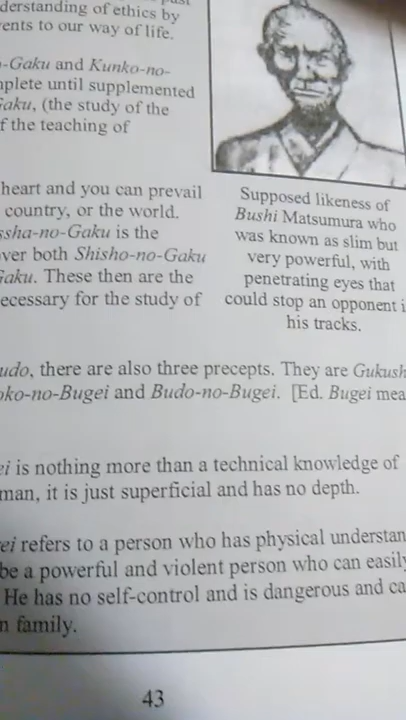 derstanding of ethics by
ents to our way of life.
-Gaku and Kunko-no-
plete until supplemented
Gaku, (the study of the
f the teaching of
heart and you can prevail
country, or the world.
ssha-no-Gaku is the
ver both Shisho-no-Gaku
Gaku. These then are the
ecessary for the study of
Supposed likeness of
Bushi Matsumura who
was known as slim but
very powerful, with
penetrating eyes that
could stop an opponent i
his tracks.
udo, there are also three precepts. They are Gukush
oko-no-Bugei and Budo-no-Bugei. [Ed. Bugei mea
ei is nothing more than a technical knowledge of
man, it is just superficial and has no depth.
ei refers to a person who has physical understan
be a powerful and violent person who can easily
He has no self-control and is dangerous and ca
n family.
43